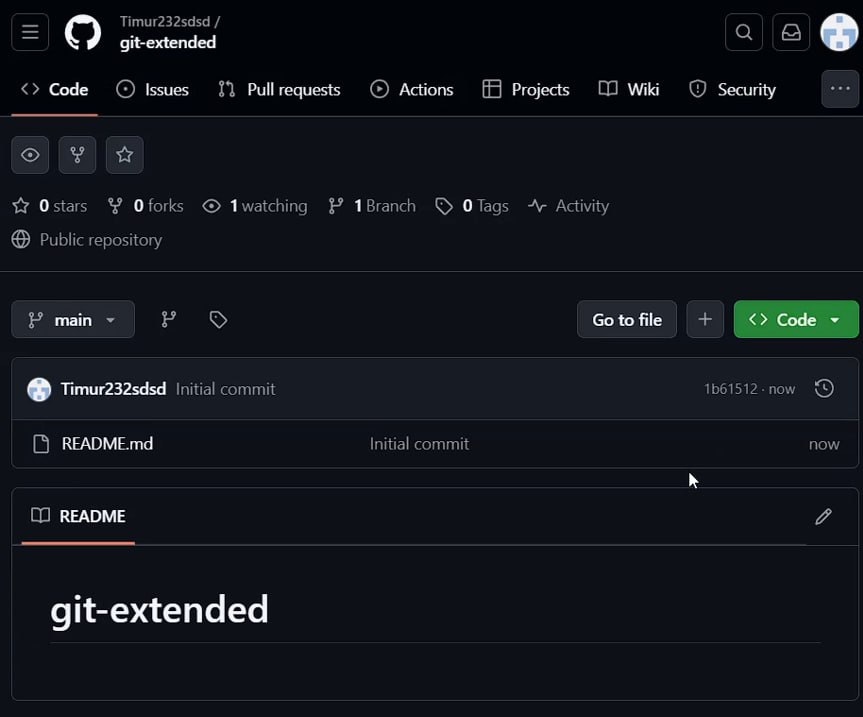 Timur232sdsd /
git-extended
Code Issues Pull requests Actions Projects Wiki Security
0 stars 0 forks 1 watching 1 Branch 0 Tags Activity
Public repository
main Go to file Code
Timur232sdsd Initial commit 1b61512 · now
README.md Initial commit now
README
git-extended